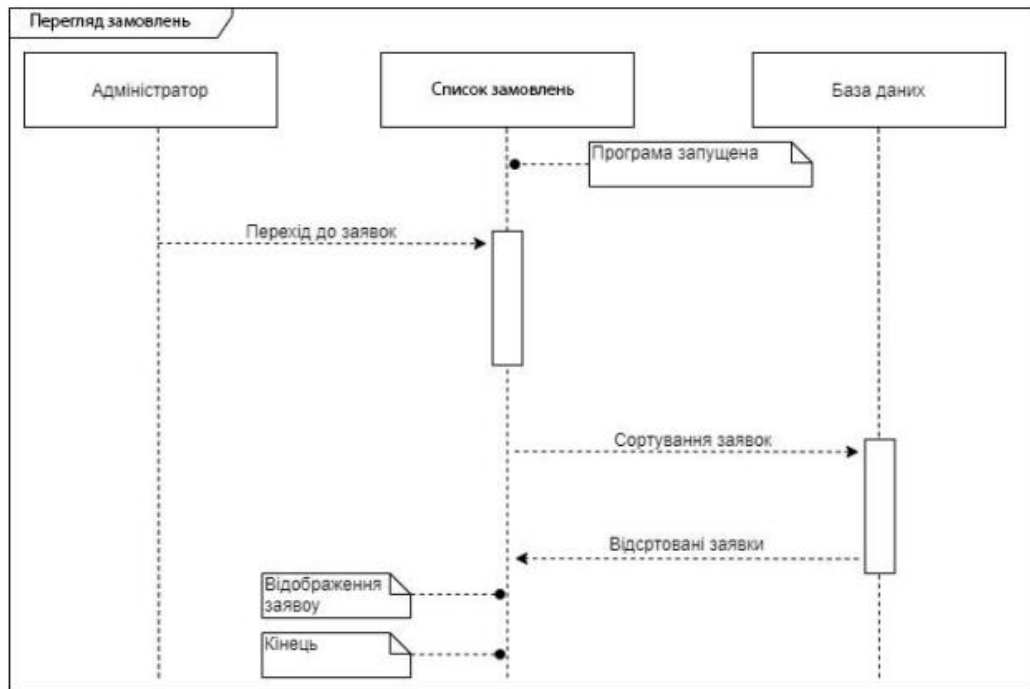 Перегляд замовлень
Адміністратор
Список замовлень
База даних
Програма запущена
Перехід до заявок
Сортування заявок
Відсртовані заявки
Відображення
заявоу
Кінець